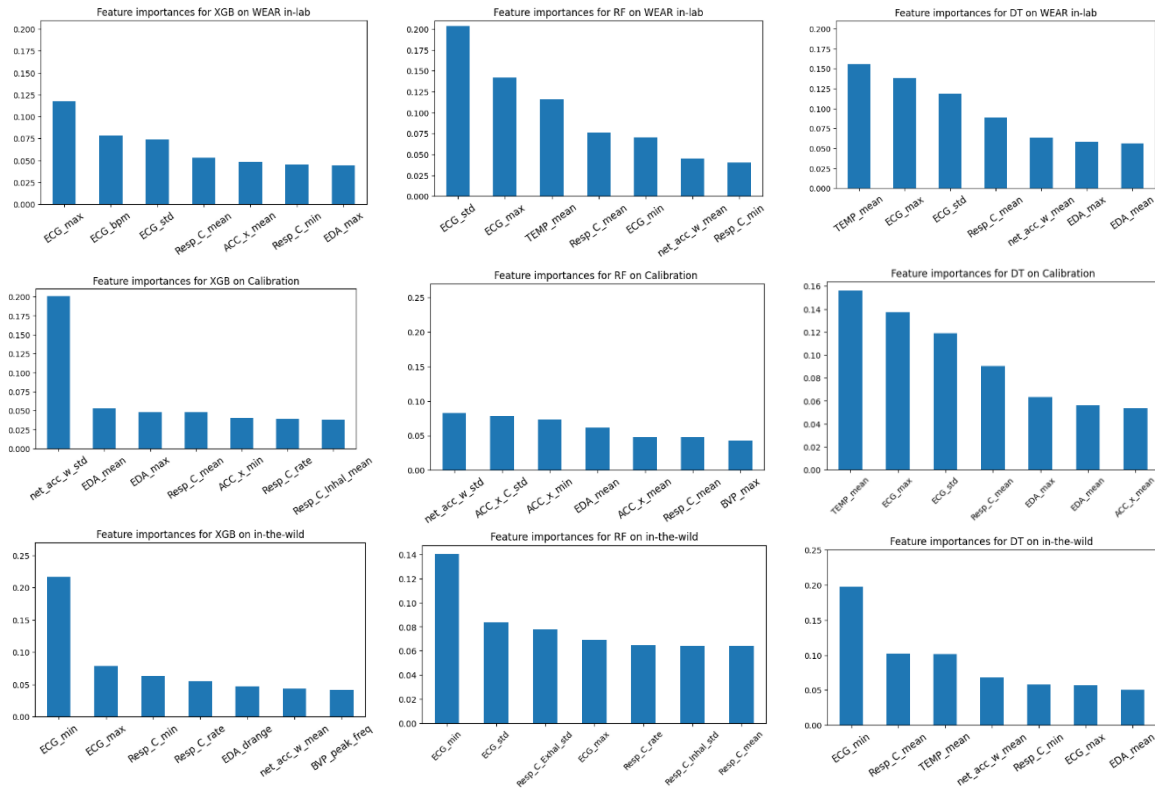 Feature importances for XGB on WEAR in-lab
0.200
0.175
0.150
0.125
0.100
0.075
0.050
0.025
0.000
ECG_max
ECG_bpm
ECG_std
Resp_C_mean
ACC_x_mean
Resp_C_min
EDA_max
Feature importances for RF on WEAR in-lab
0.200
0.175
0.150
0.125
0.100
0.075
0.050
0.025
0.000
ECG_std
ECG_max
TEMP_mean
Resp_C_mean
ECG_min
net_acc_w_mean
Resp_C_min
Feature importances for DT on WEAR in-lab
0.200
0.175
0.150
0.125
0.100
0.075
0.050
0.025
0.000
TEMP_mean
ECG_max
ECG_std
Resp_C_mean
net_acc_w_mean
EDA_max
EDA_mean
Feature importances for XGB on Calibration
0.200
0.175
0.150
0.125
0.100
0.075
0.050
0.025
0.000
net_acc_w_std
EDA_mean
EDA_max
Resp_C_mean
ACC_x_min
Resp_C_rate
Resp_C_Inhal_mean
Feature importances for RF on Calibration
0.25
0.20
0.15
0.10
0.05
0.00
net_acc_w_std
ACC_x_C_std
ACC_x_min
EDA_mean
ACC_x_mean
Resp_C_mean
BVP_max
Feature importances for DT on Calibration
0.16
0.14
0.12
0.10
0.08
0.06
0.04
0.02
0.00
TEMP_mean
ECG_max
ECG_std
Resp_C_mean
EDA_max
EDA_mean
ACC_x_mean
Feature importances for XGB on in-the-wild
0.25
0.20
0.15
0.10
0.05
0.00
ECG_min
ECG_max
Resp_C_min
Resp_C_rate
EDA_drange
net_acc_w_mean
BVP_peak_freq
Feature importances for RF on in-the-wild
0.14
0.12
0.10
0.08
0.06
0.04
0.02
0.00
ECG_min
ECG_std
Resp_C_Exhal_std
ECG_max
Resp_C_rate
Resp_C_Inhal_std
Resp_C_mean
Feature importances for DT on in-the-wild
0.25
0.20
0.15
0.10
0.05
0.00
ECG_min
Resp_C_mean
TEMP_mean
net_acc_w_mean
Resp_C_min
ECG_max
EDA_mean